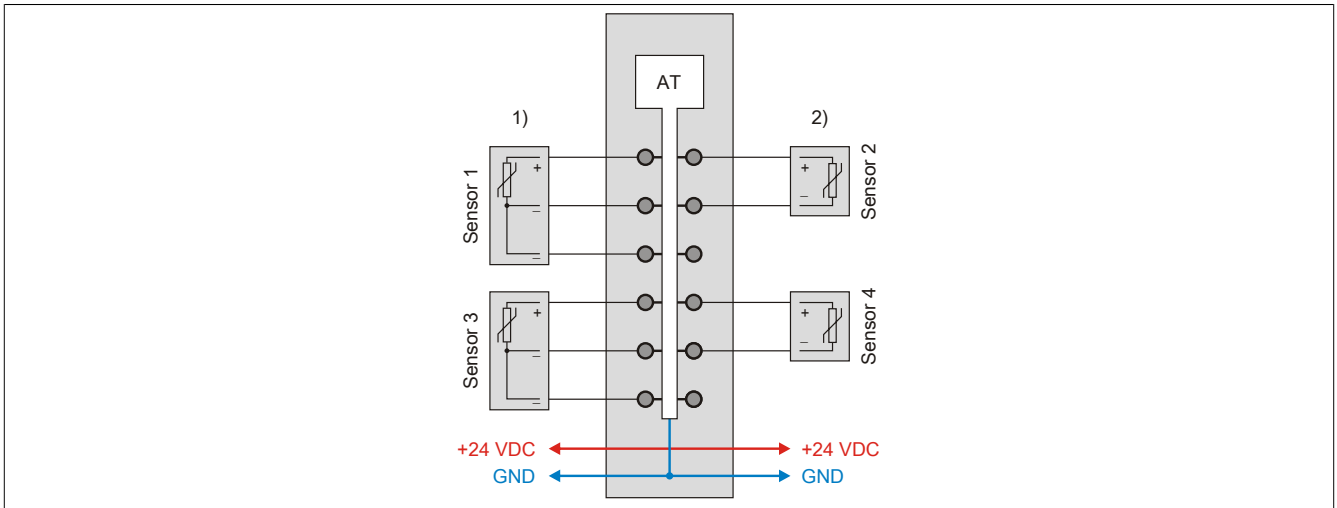 AT
1)
2)
Sensor 1
+
−
−
Sensor 2
+
−
Sensor 3
+
−
−
Sensor 4
+
−
+24 VDC
+24 VDC
GND
GND